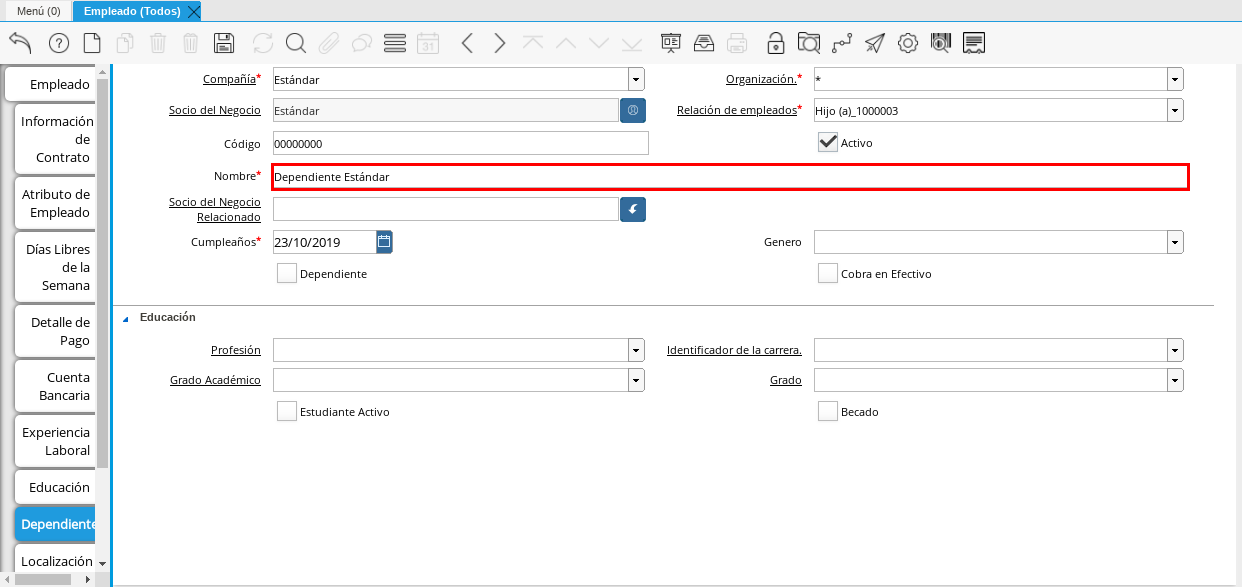 Menú (0)
Empleado (Todos)
31
Empleado
Información
de
Contrato
Atributo de
Empleado
Días Libres
de la
Semana
Detalle de
Pago
Cuenta
Bancaria
Experiencia
Laboral
Educación
Dependiente
Localización
Compañía* Estándar Organización.* *
Socio del Negocio Estándar Relación de empleados* Hijo (a)_1000003
Código 00000000 Activo
Nombre* Dependiente Estándar
Socio del Negocio
Relacionado
Cumpleaños* 23/10/2019 Genero
Dependiente Cobra en Efectivo
Educación
Profesión Identificador de la carrera.
Grado Académico Grado
Estudiante Activo Becado